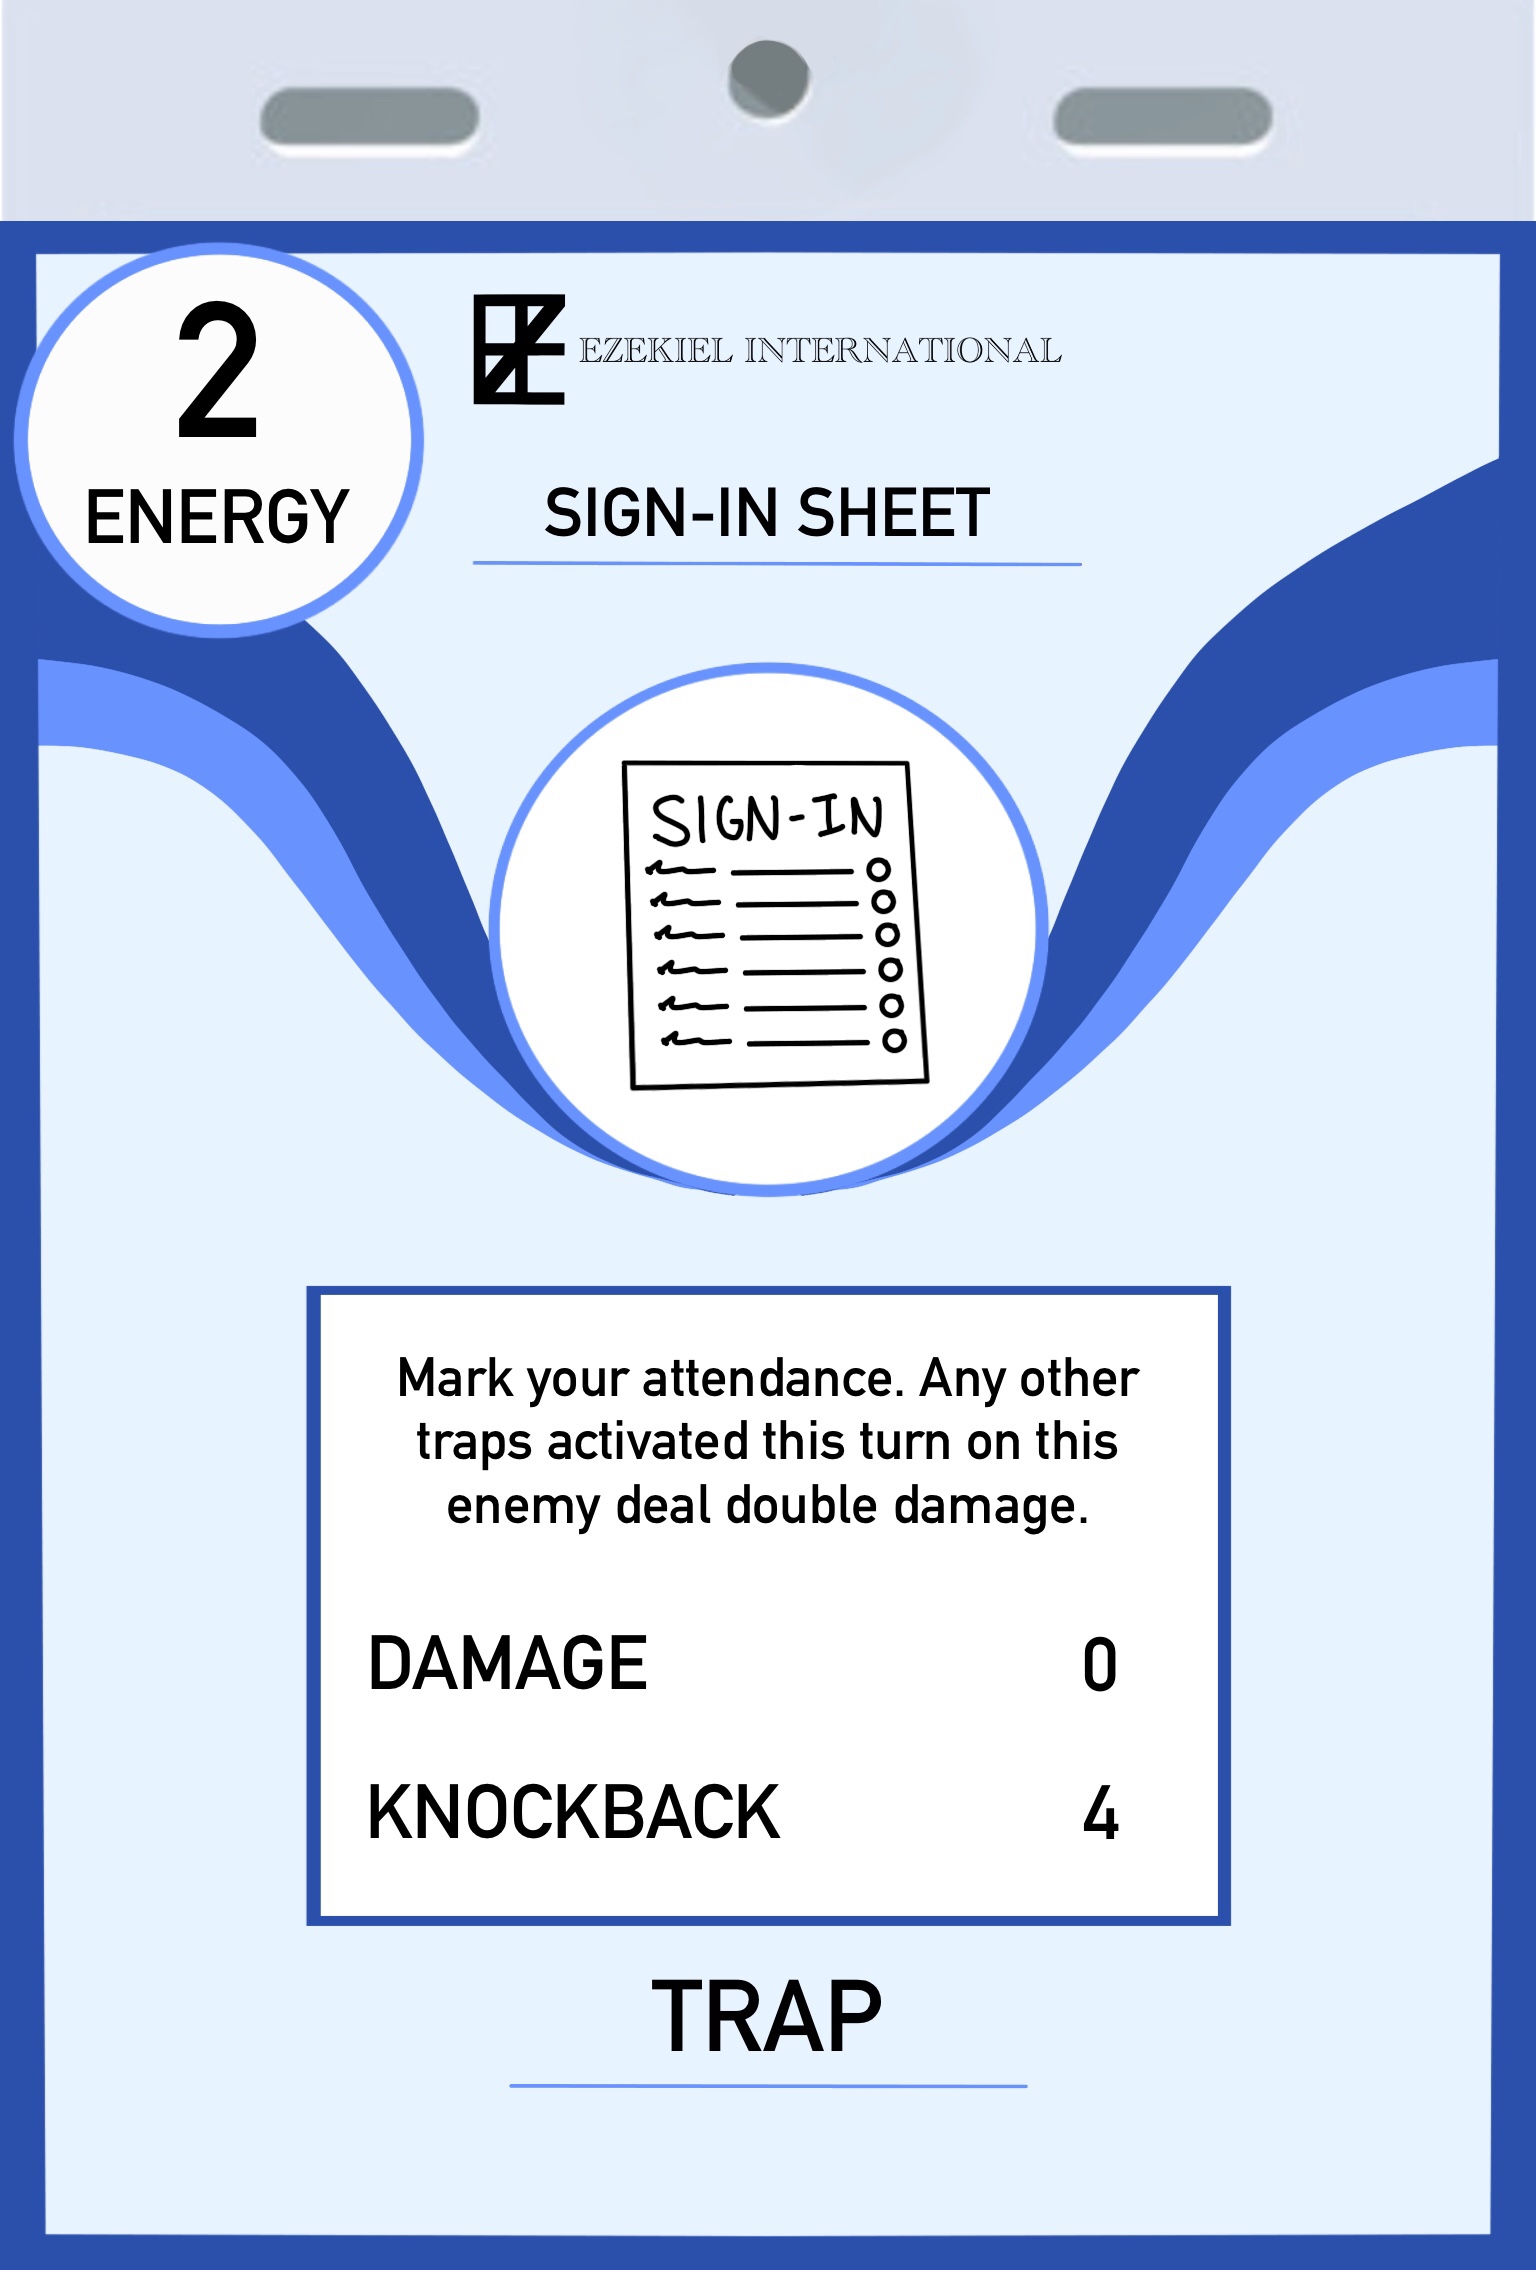 2
ENERGY
EZEKIEL INTERNATIONAL
SIGN-IN SHEET
SIGN-IN
Mark your attendance. Any other
traps activated this turn on this
enemy deal double damage.
DAMAGE 0
KNOCKBACK 4
TRAP